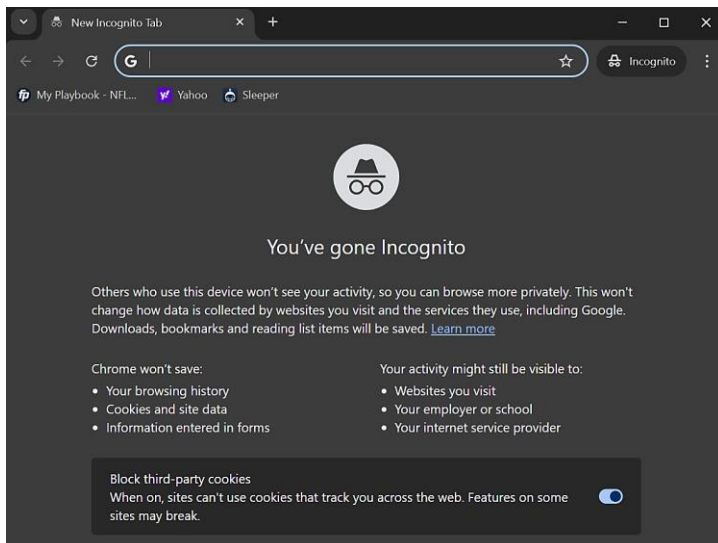 New Incognito Tab
G
Incognito
fp My Playbook - NFL... y! Yahoo Sleeper
You've gone Incognito
Others who use this device won't see your activity, so you can browse more privately. This won't
change how data is collected by websites you visit and the services they use, including Google.
Downloads, bookmarks and reading list items will be saved. Learn more
Chrome won't save:
• Your browsing history
• Cookies and site data
• Information entered in forms
Your activity might still be visible to:
• Websites you visit
• Your employer or school
• Your internet service provider
Block third-party cookies
When on, sites can't use cookies that track you across the web. Features on some
sites may break.